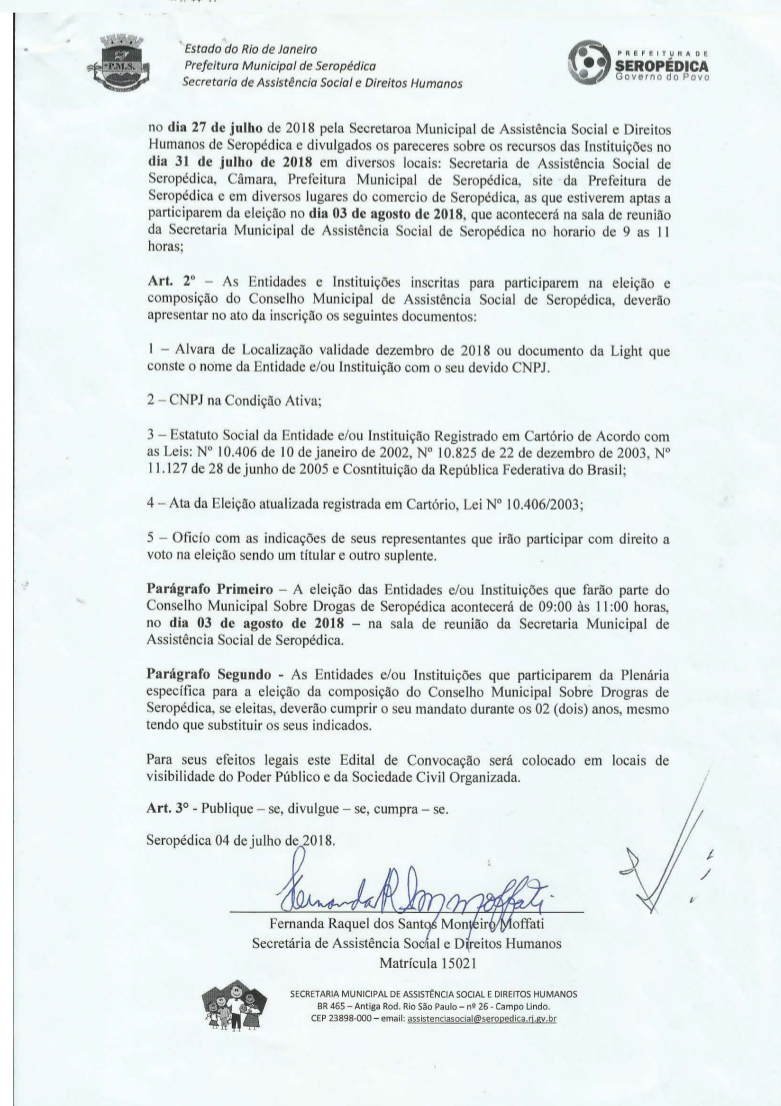 Estado do Rio de Janeiro
Prefeitura Municipal de Seropédica
Secretaria de Assistência Social e Direitos Humanos
P.M.S.
PREFEITURA DE
SEROPÉDICA
Governo do Povo
no dia 27 de julho de 2018 pela Secretaroa Municipal de Assistência Social e Direitos
Humanos de Seropédica e divulgados os pareceres sobre os recursos das Instituições no
dia 31 de julho de 2018 em diversos locais: Secretaria de Assistência Social de
Seropédica, Câmara, Prefeitura Municipal de Seropédica, site da Prefeitura de
Seropédica e em diversos lugares do comercio de Seropédica, as que estiverem aptas a
participarem da eleição no dia 03 de agosto de 2018, que acontecerá na sala de reunião
da Secretaria Municipal de Assistência Social de Seropédica no horario de 9 as 11
horas;
Art. 2º – As Entidades e Instituições inscritas para participarem na eleição e
composição do Conselho Municipal de Assistência Social de Seropédica, deverão
apresentar no ato da inscrição os seguintes documentos:
1 – Alvara de Localização validade dezembro de 2018 ou documento da Light que
conste o nome da Entidade e/ou Instituição com o seu devido CNPJ.
2 – CNPJ na Condição Ativa;
3 – Estatuto Social da Entidade e/ou Instituição Registrado em Cartório de Acordo com
as Leis: Nº 10.406 de 10 de janeiro de 2002, Nº 10.825 de 22 de dezembro de 2003, Nº
11.127 de 28 de junho de 2005 e Cosntituição da República Federativa do Brasil;
4 – Ata da Eleição atualizada registrada em Cartório, Lei Nº 10.406/2003;
5 – Ofício com as indicações de seus representantes que irão participar com direito a
voto na eleição sendo um títular e outro suplente.
Parágrafo Primeiro – A eleição das Entidades e/ou Instituições que farão parte do
Conselho Municipal Sobre Drogas de Seropédica acontecerá de 09:00 às 11:00 horas,
no dia 03 de agosto de 2018 – na sala de reunião da Secretaria Municipal de
Assistência Social de Seropédica.
Parágrafo Segundo - As Entidades e/ou Instituições que participarem da Plenária
específica para a eleição da composição do Conselho Municipal Sobre Drogras de
Seropédica, se eleitas, deverão cumprir o seu mandato durante os 02 (dois) anos, mesmo
tendo que substituir os seus indicados.
Para seus efeitos legais este Edital de Convocação será colocado em locais de
visibilidade do Poder Público e da Sociedade Civil Organizada.
Art. 3º - Publique – se, divulgue – se, cumpra – se.
Seropédica 04 de julho de 2018.
Fernanda Raquel dos Santos Monteiro Moffati
Secretária de Assistência Social e Direitos Humanos
Matrícula 15021
SECRETARIA MUNICIPAL DE ASSISTÊNCIA SOCIAL E DIREITOS HUMANOS
BR 465 – Antiga Rod. Rio São Paulo – nº 26 - Campo Lindo.
CEP 23898-000 – email: assistenciasocial@seropedica.rj.gv.br